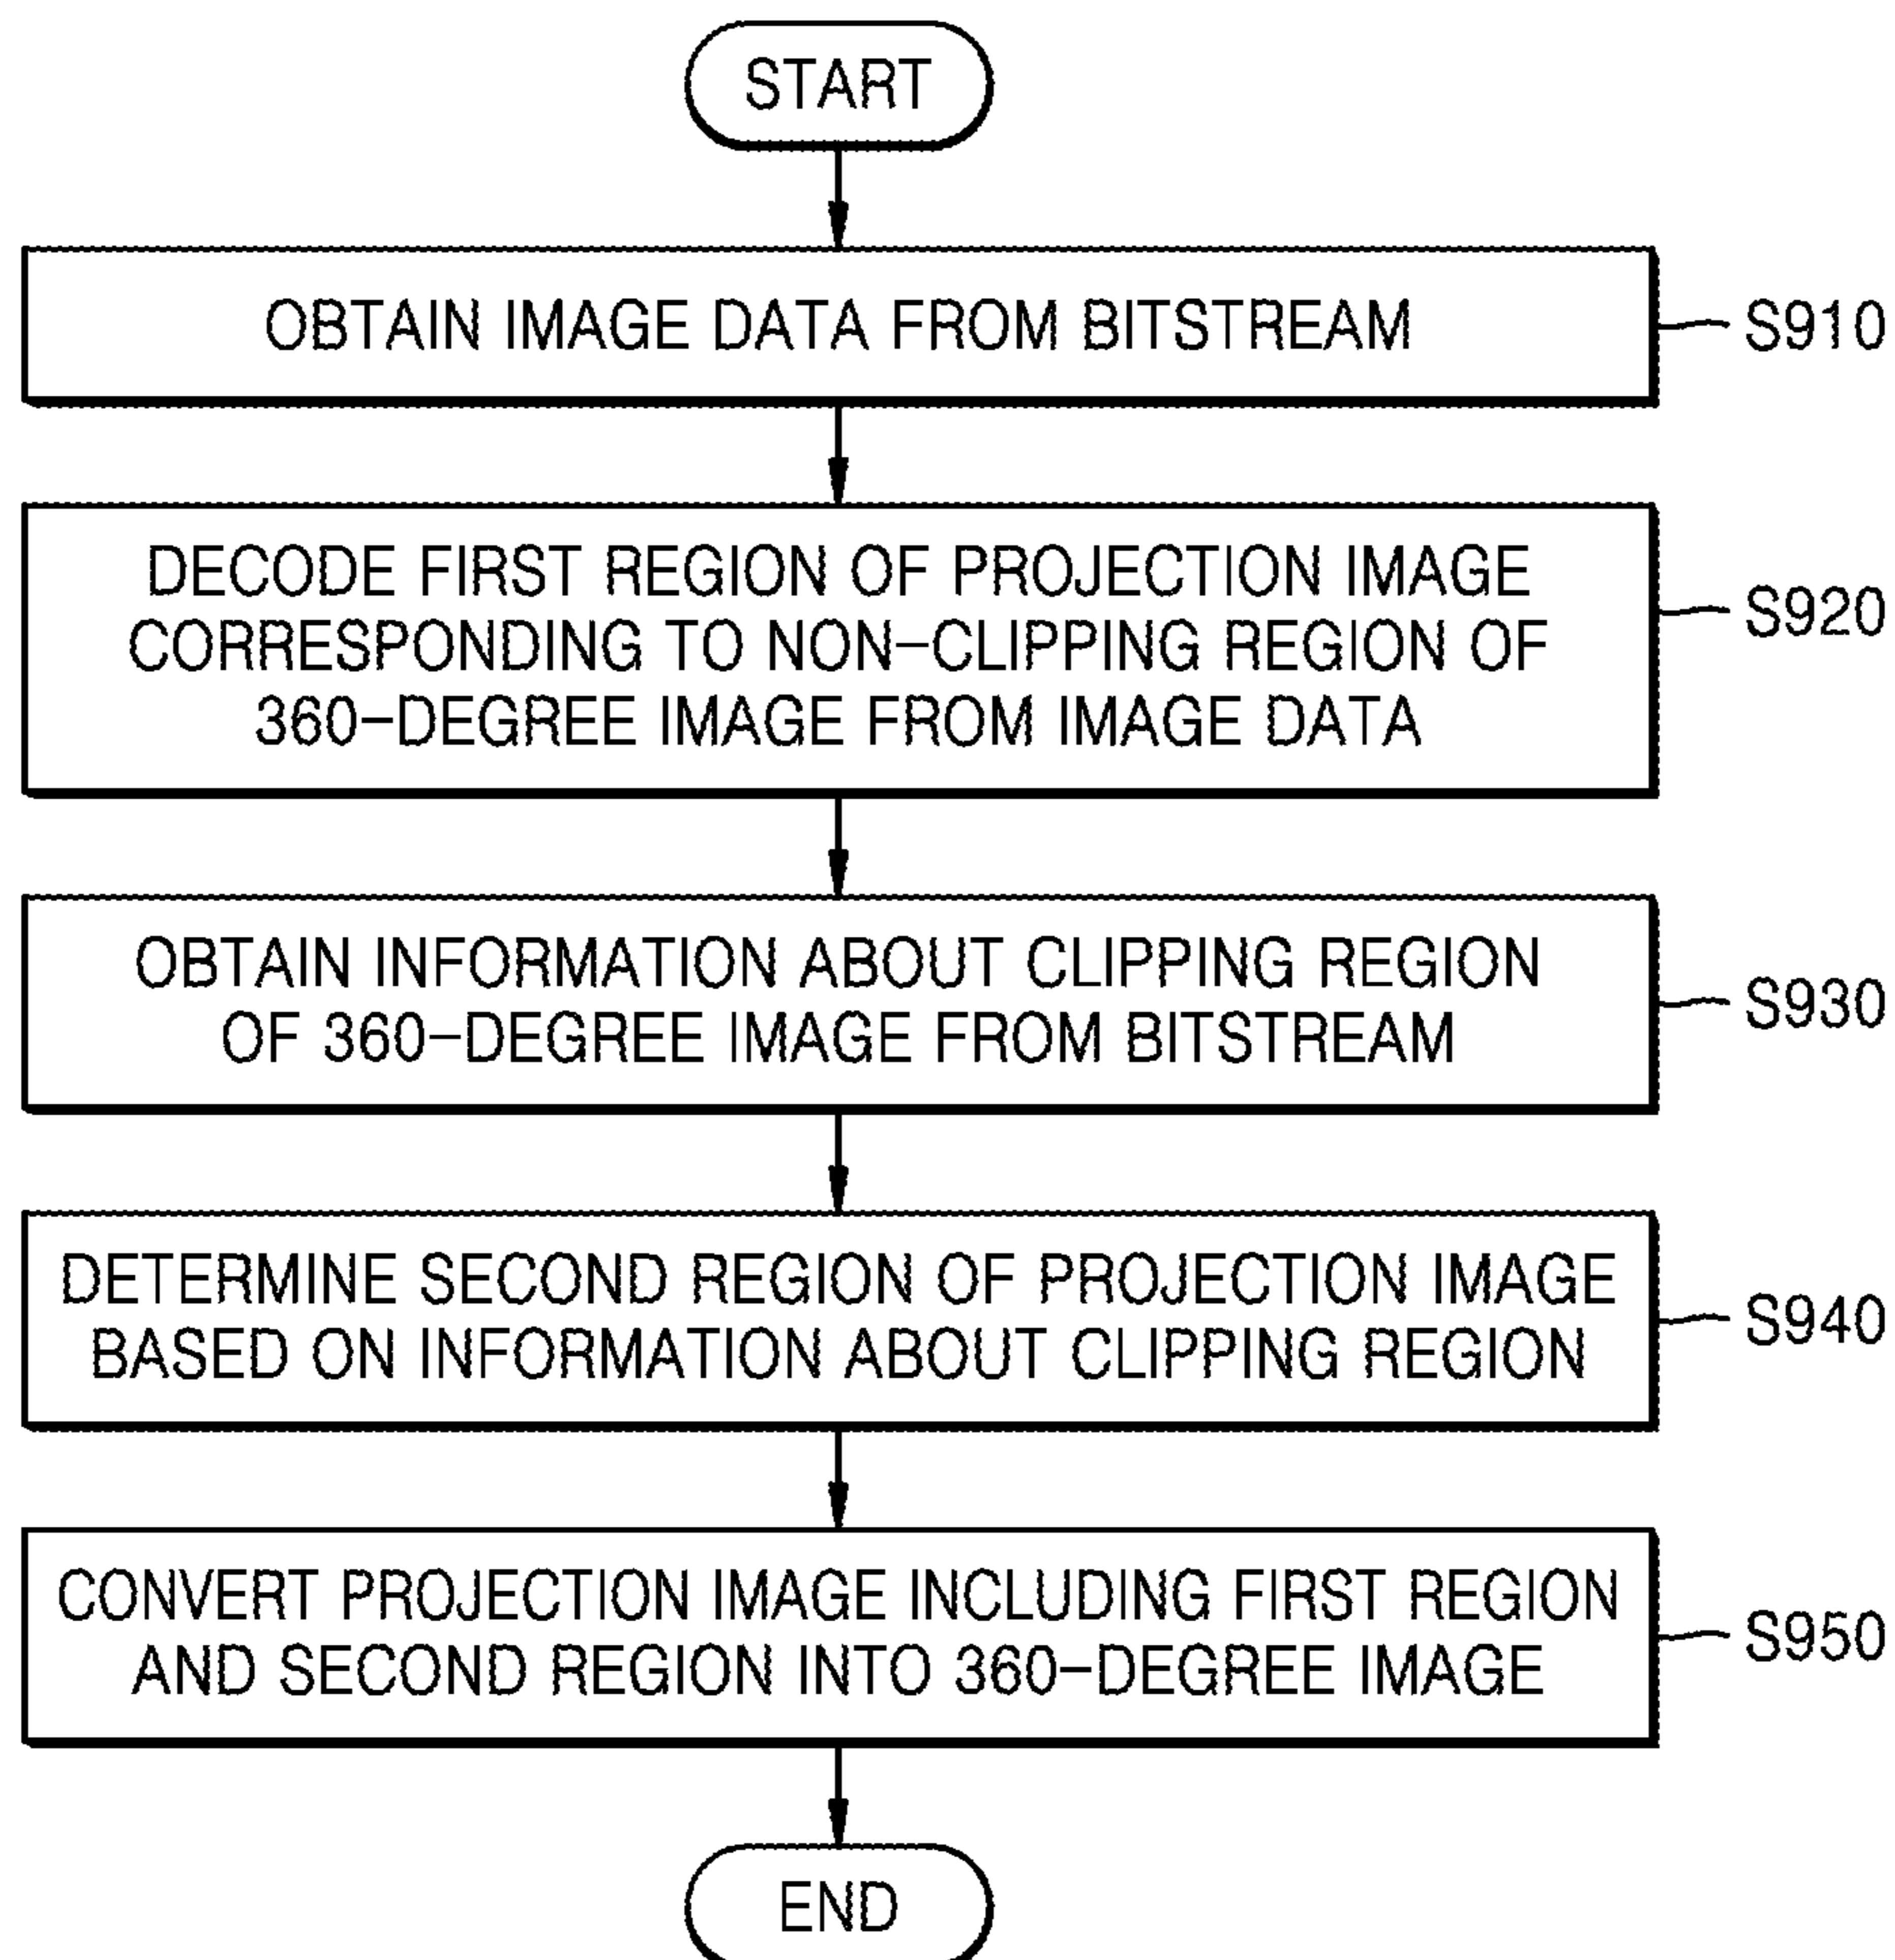 START
OBTAIN IMAGE DATA FROM BITSTREAM
S910
DECODE FIRST REGION OF PROJECTION IMAGE
CORRESPONDING TO NON-CLIPPING REGION OF
360-DEGREE IMAGE FROM IMAGE DATA
S920
OBTAIN INFORMATION ABOUT CLIPPING REGION
OF 360-DEGREE IMAGE FROM BITSTREAM
S930
DETERMINE SECOND REGION OF PROJECTION IMAGE
BASED ON INFORMATION ABOUT CLIPPING REGION
S940
CONVERT PROJECTION IMAGE INCLUDING FIRST REGION
AND SECOND REGION INTO 360-DEGREE IMAGE
S950
END